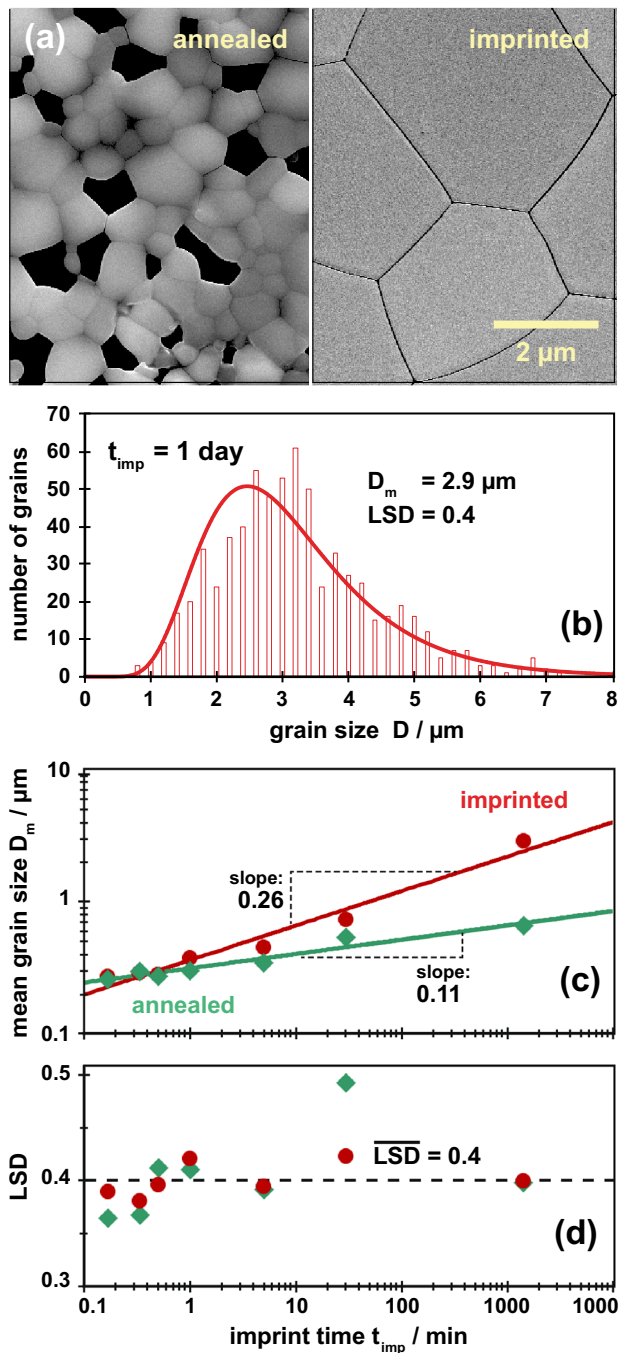 (a) annealed imprinted
2 µm
70
60
50
40
30
20
10
0
number of grains
t_imp = 1 day
D_m = 2.9 µm
LSD = 0.4
(b)
0 1 2 3 4 5 6 7 8
grain size D / µm
10
1
0.1
mean grain size D_m / µm
imprinted
slope:
0.26
slope:
0.11
annealed
(c)
0.5
0.4
0.3
LSD
LSD = 0.4
(d)
0.1 1 10 100 1000 1000
imprint time t_imp / min